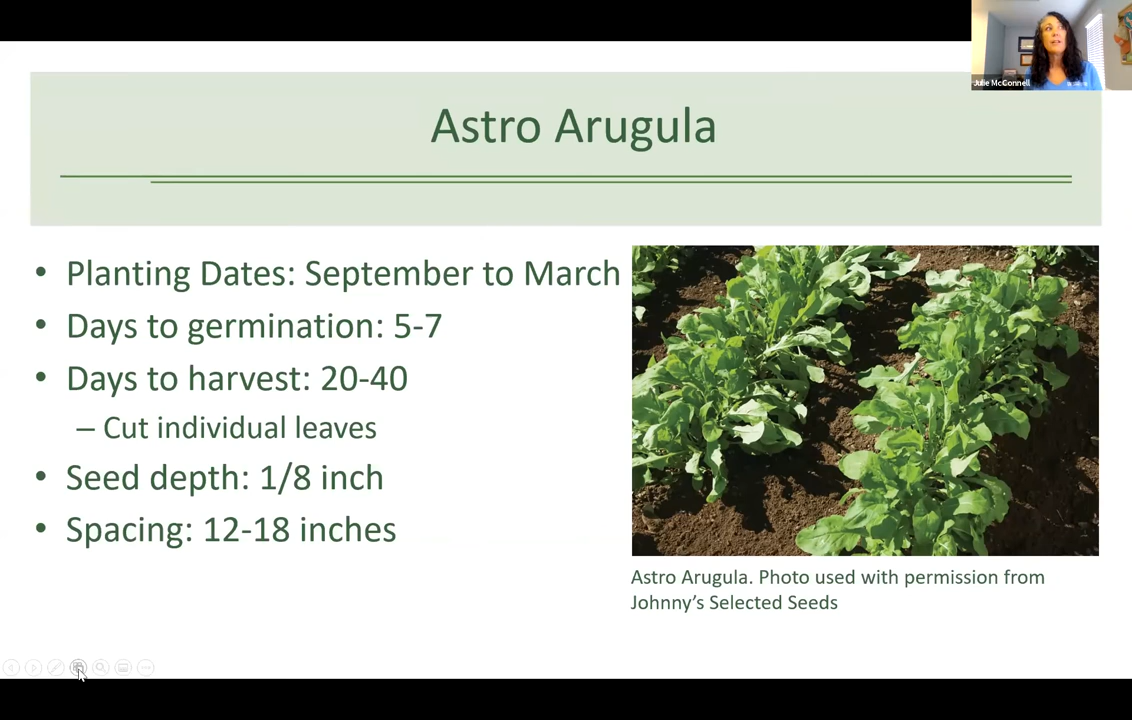 Julie McConnell
Astro Arugula
• Planting Dates: September to March
• Days to germination: 5-7
• Days to harvest: 20-40
– Cut individual leaves
• Seed depth: 1/8 inch
• Spacing: 12-18 inches
Astro Arugula. Photo used with permission from
Johnny’s Selected Seeds